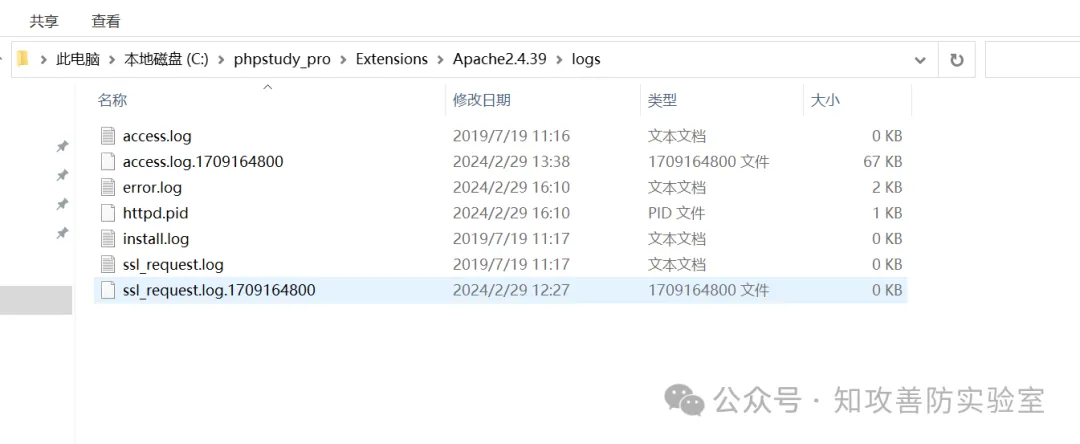 共享 查看
此电脑 > 本地磁盘 (C:) > phpstudy_pro > Extensions > Apache2.4.39 > logs
名称 修改日期 类型 大小
access.log 2019/7/19 11:16 文本文档 0 KB
access.log.1709164800 2024/2/29 13:38 1709164800 文件 67 KB
error.log 2024/2/29 16:10 文本文档 2 KB
httpd.pid 2024/2/29 16:10 PID 文件 1 KB
install.log 2019/7/19 11:17 文本文档 0 KB
ssl_request.log 2019/7/19 11:17 文本文档 0 KB
ssl_request.log.1709164800 2024/2/29 12:27 1709164800 文件 0 KB
公众号 · 知攻善防实验室